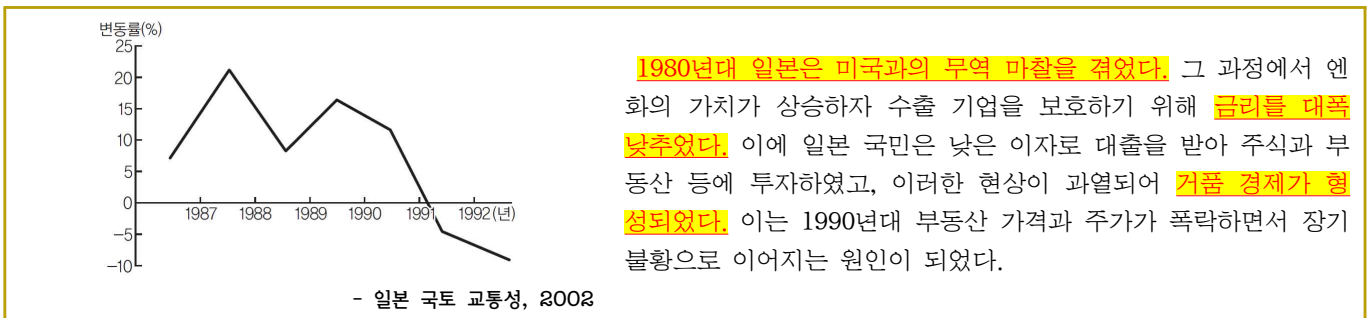 변동률(%)
25
20
15
10
5
0
-5
-10
1987 1988 1989 1990 1991 1992(년)
- 일본 국토 교통성, 2002
1980년대 일본은 미국과의 무역 마찰을 겪었다. 그 과정에서 엔
화의 가치가 상승하자 수출 기업을 보호하기 위해 금리를 대폭
낮추었다. 이에 일본 국민은 낮은 이자로 대출을 받아 주식과 부
동산 등에 투자하였고, 이러한 현상이 과열되어 거품 경제가 형
성되었다. 이는 1990년대 부동산 가격과 주가가 폭락하면서 장기
불황으로 이어지는 원인이 되었다.